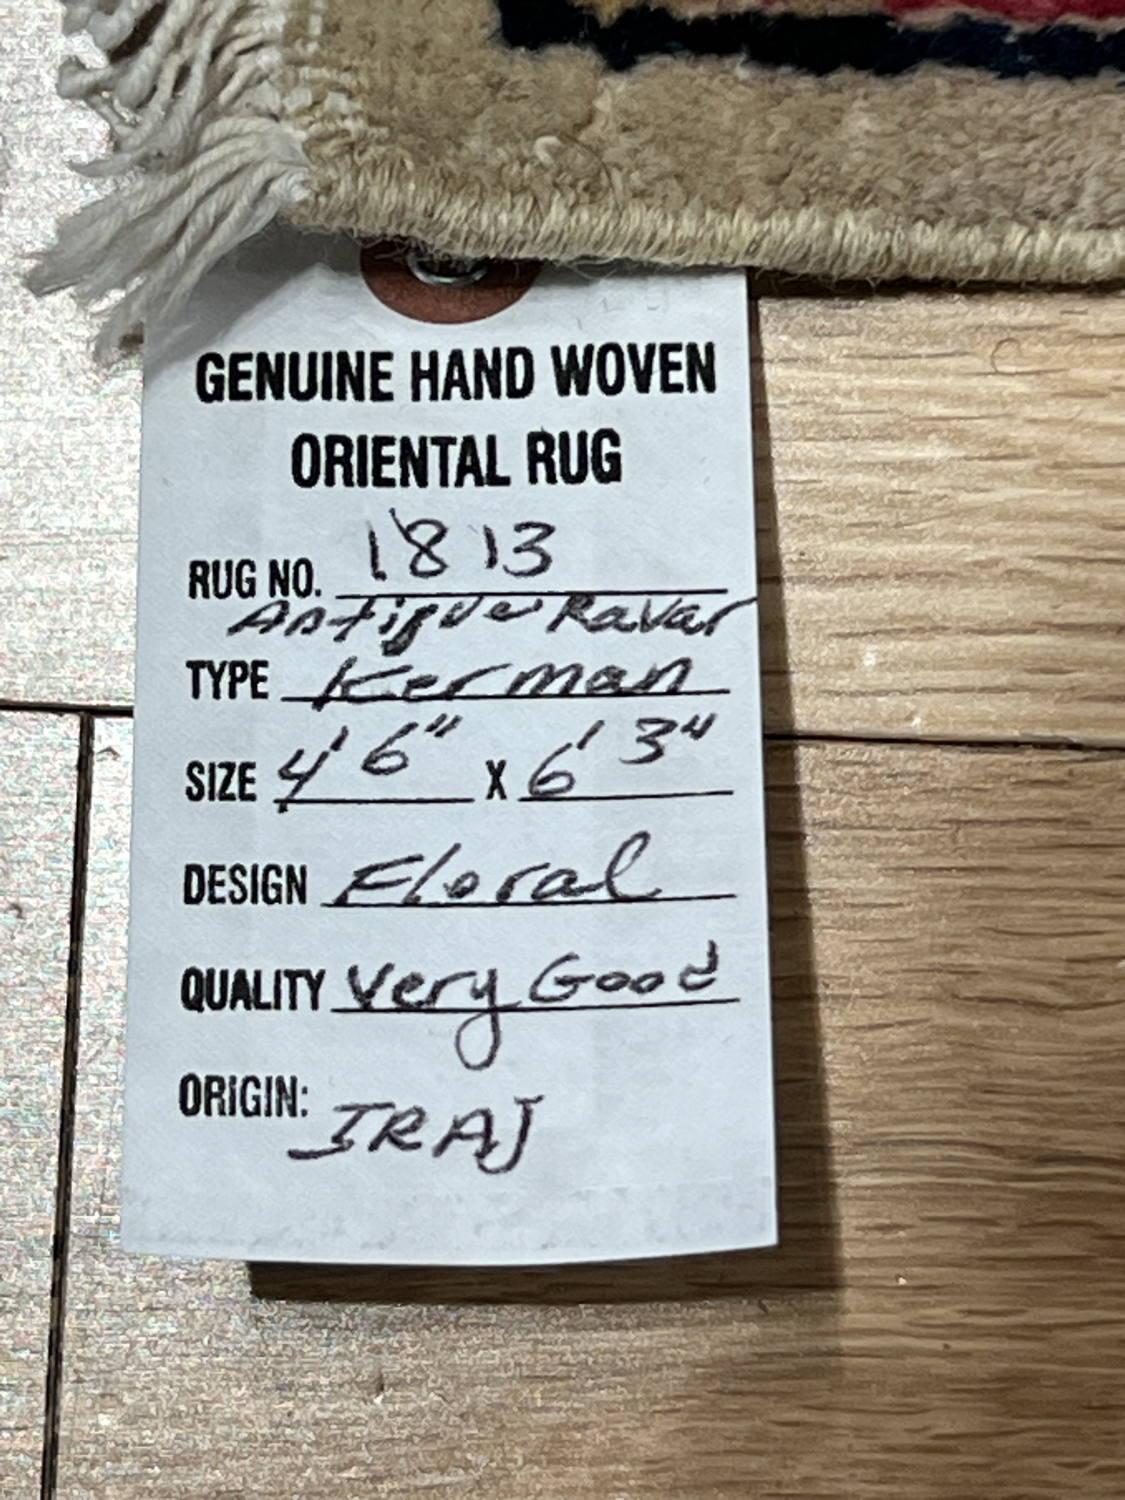 GENUINE HAND WOVEN
ORIENTAL RUG
RUG NO. 1813
Antique Ravar
TYPE Kerman
SIZE 4' 6" X 6' 3"
DESIGN Floral
QUALITY Very Good
ORIGIN: IRAJ